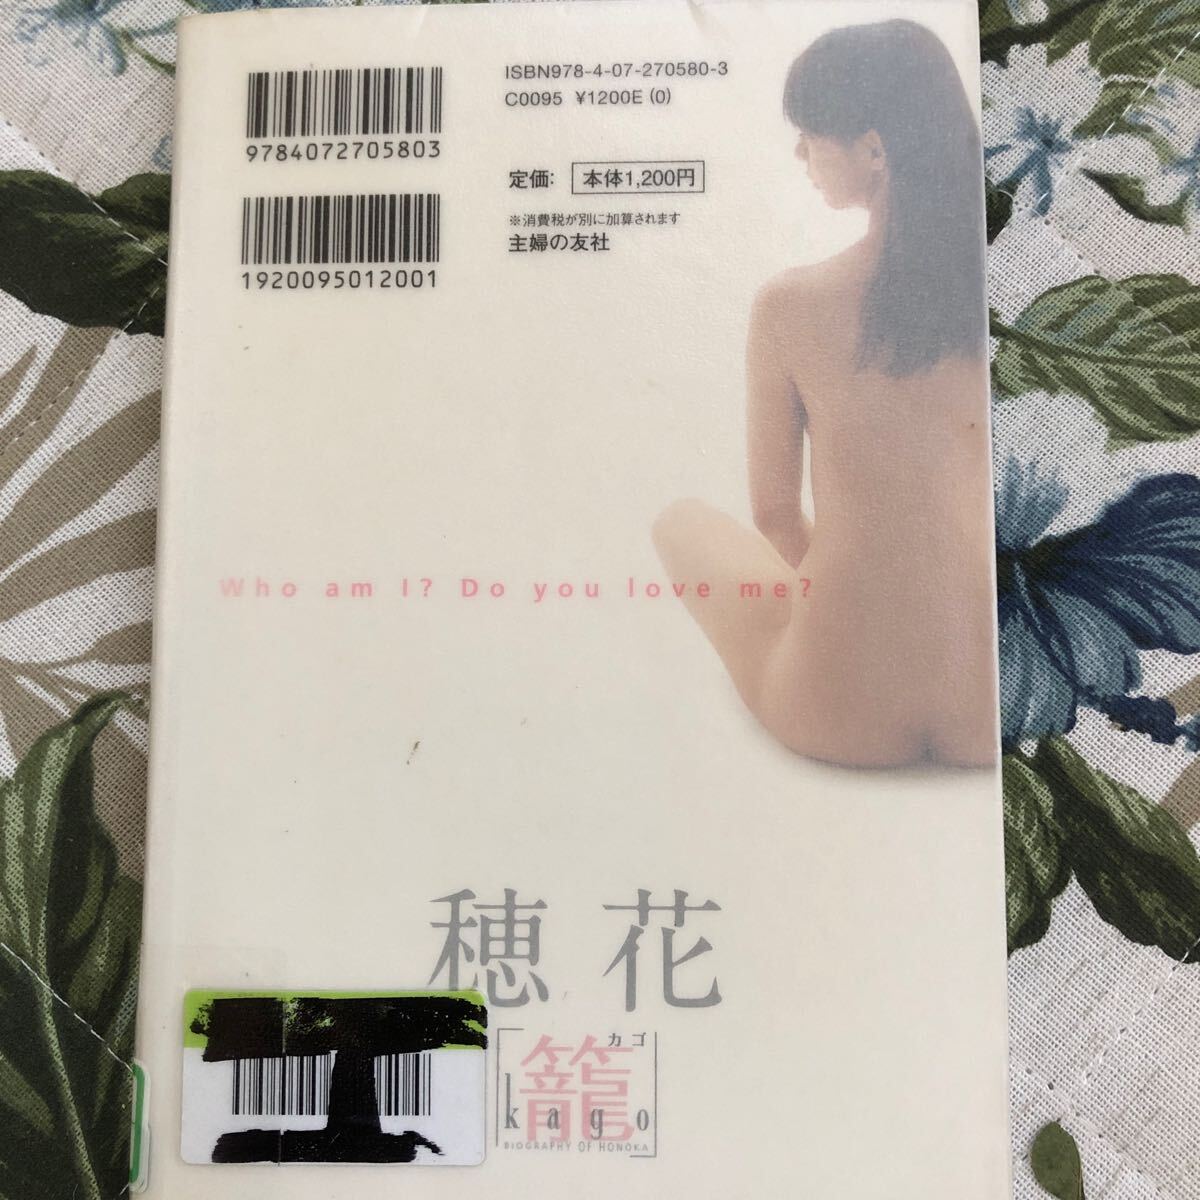 ISBN978-4-07-270580-3
C0095 ¥1200E (0)
9784072705803
定価: 本体1,200円
※消費税が別に加算されます
主婦の友社
1920095012001
Who am I? Do you love me?
穂花
カゴ
籠
kago
BIOGRAPHY OF HONOKA